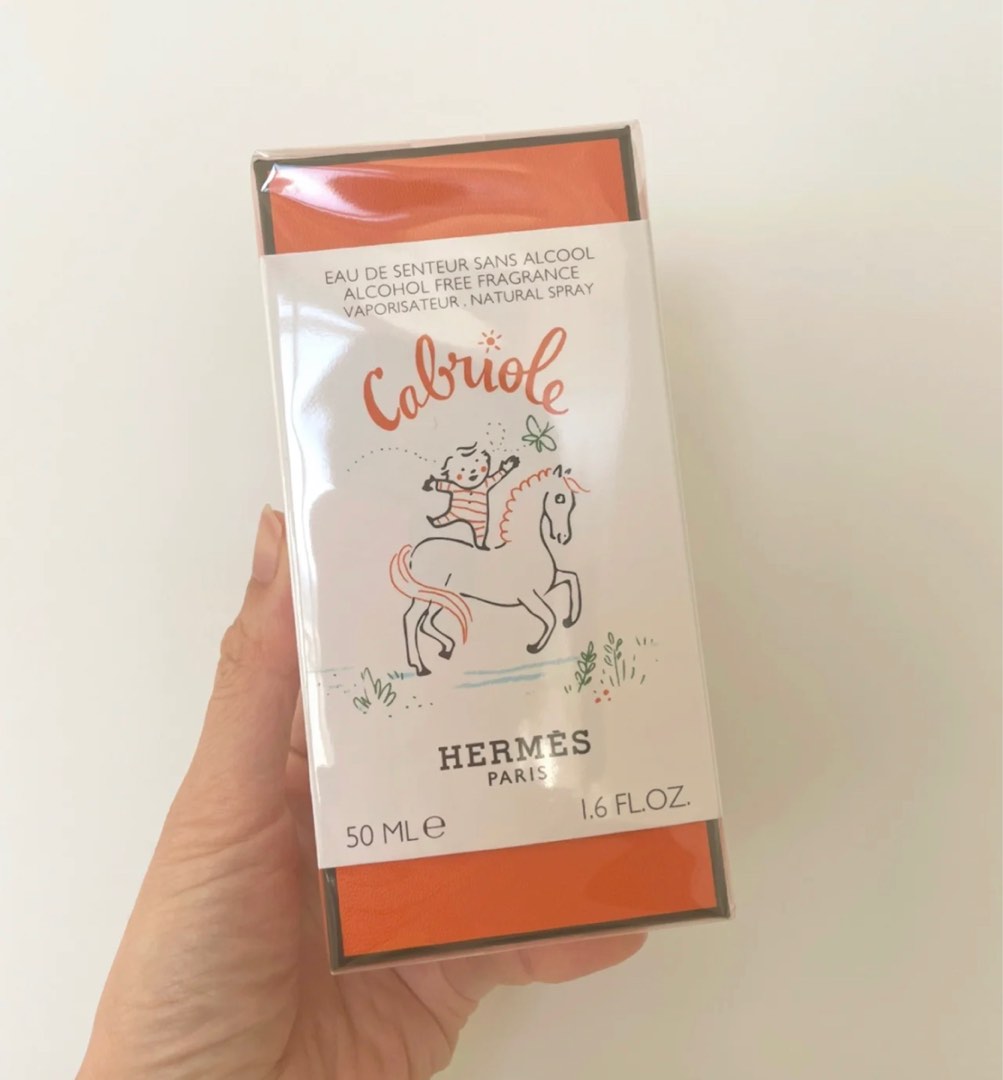 EAU DE SENTEUR SANS ALCOOL
ALCOHOL FREE FRAGRANCE
VAPORISATEUR . NATURAL SPRAY
Cabriole
HERMÈS
PARIS
50 ML ℮
1.6 FL.OZ.